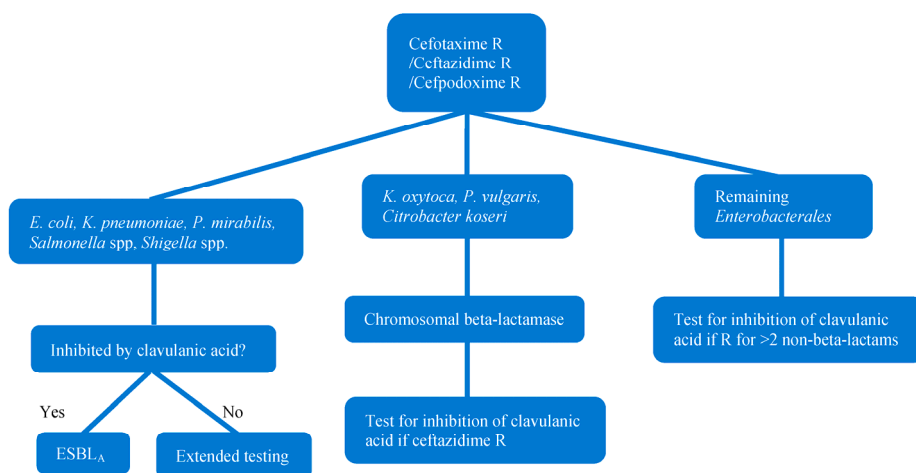 Cefotaxime R
/Ceftazidime R
/Cefpodoxime R
E. coli, K. pneumoniae, P. mirabilis,
Salmonella spp, Shigella spp.
K. oxytoca, P. vulgaris,
Citrobacter koseri
Remaining
Enterobacterales
Chromosomal beta-lactamase
Test for inhibition of clavulanic
acid if R for >2 non-beta-lactams
Inhibited by clavulanic acid?
Yes
No
ESBLA
Extended testing
Test for inhibition of clavulanic
acid if ceftazidime R